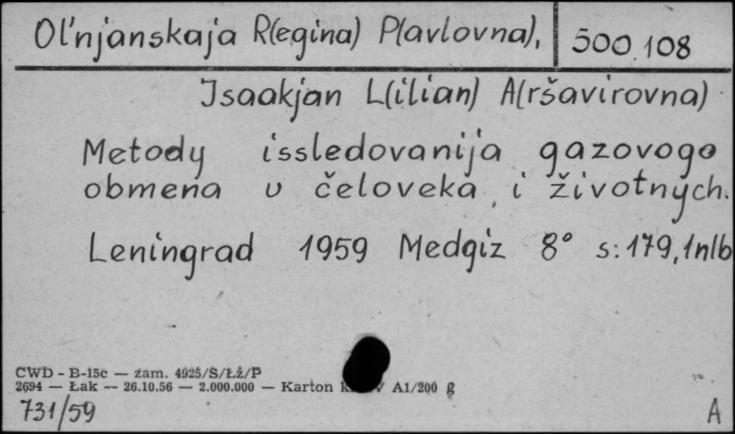 Ol'njanskaja R(egina) P(avlovna), 500.108
Isaakjan L(ilian) A(ršavirovna)
Metody issledovanija gazovogo
obmena u čeloveka i životnych.
Leningrad 1959 Medgiz 8° s: 179, 1nlb
CWD - B-15c — zam. 4925/S/Łż/P
2694 — Łak — 26.10.56 — 2.000.000 — Karton A1/200 g
731/59 A